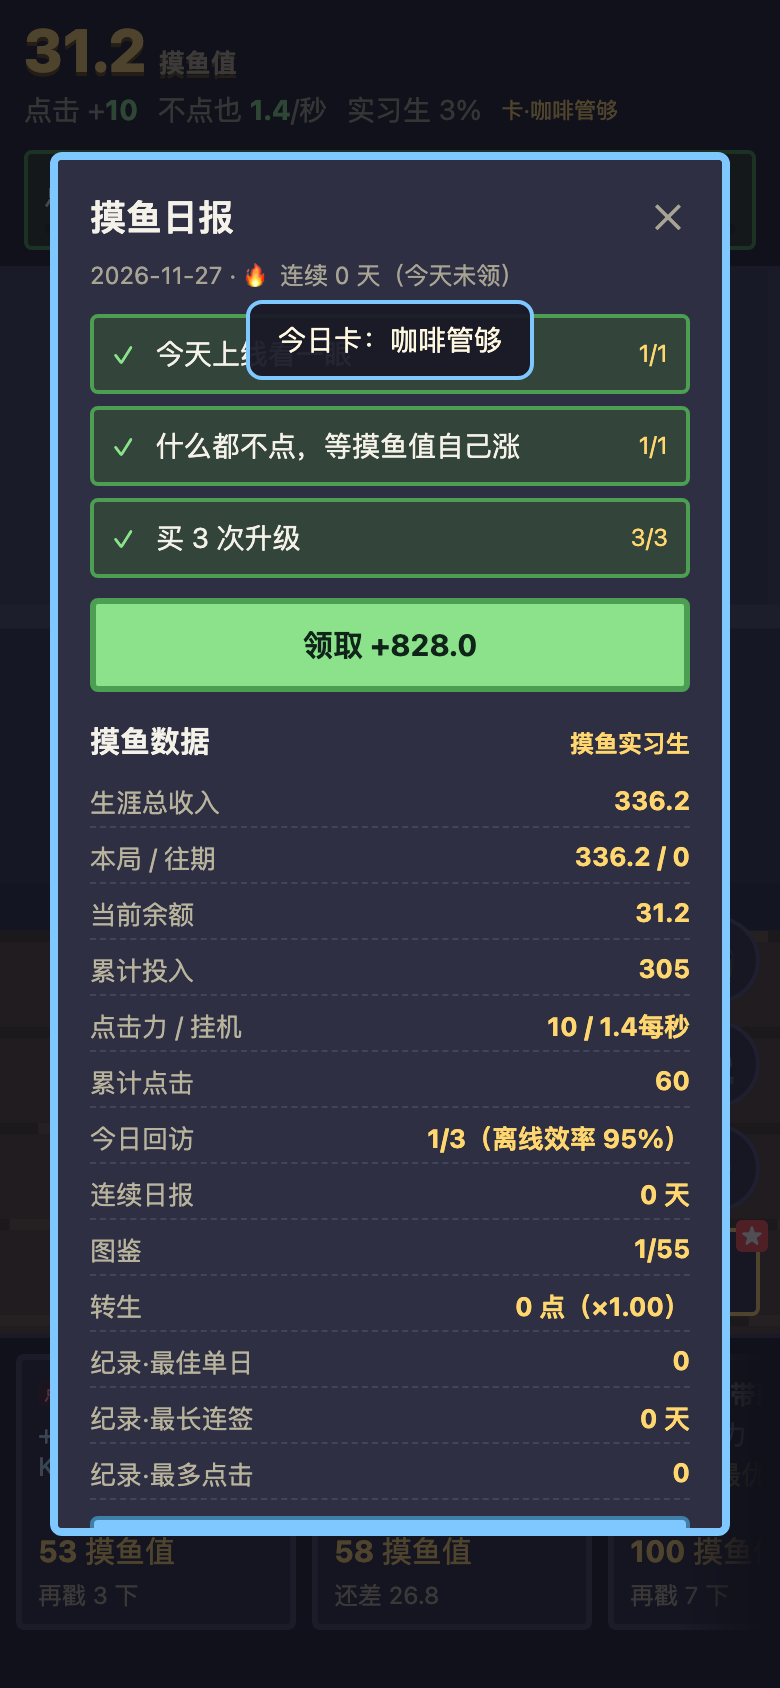 31.2 摸鱼值
点击 +10 不点也 1.4/秒 实习生 3% 卡·咖啡管够
摸鱼日报
2026-11-27 · 🔥 连续 0 天（今天未领）
今日卡：咖啡管够
✓ 今天上线看一眼 1/1
✓ 什么都不点，等摸鱼值自己涨 1/1
✓ 买 3 次升级 3/3
领取 +828.0
摸鱼数据 摸鱼实习生
生涯总收入 336.2
本局 / 往期 336.2 / 0
当前余额 31.2
累计投入 305
点击力 / 挂机 10 / 1.4每秒
累计点击 60
今日回访 1/3（离线效率 95%）
连续日报 0 天
图鉴 1/55
转生 0 点（×1.00）
纪录·最佳单日 0
纪录·最长连签 0 天
纪录·最多点击 0
53 摸鱼值 58 摸鱼值 100 摸鱼
再戳 3 下 还差 26.8 再戳 7 下